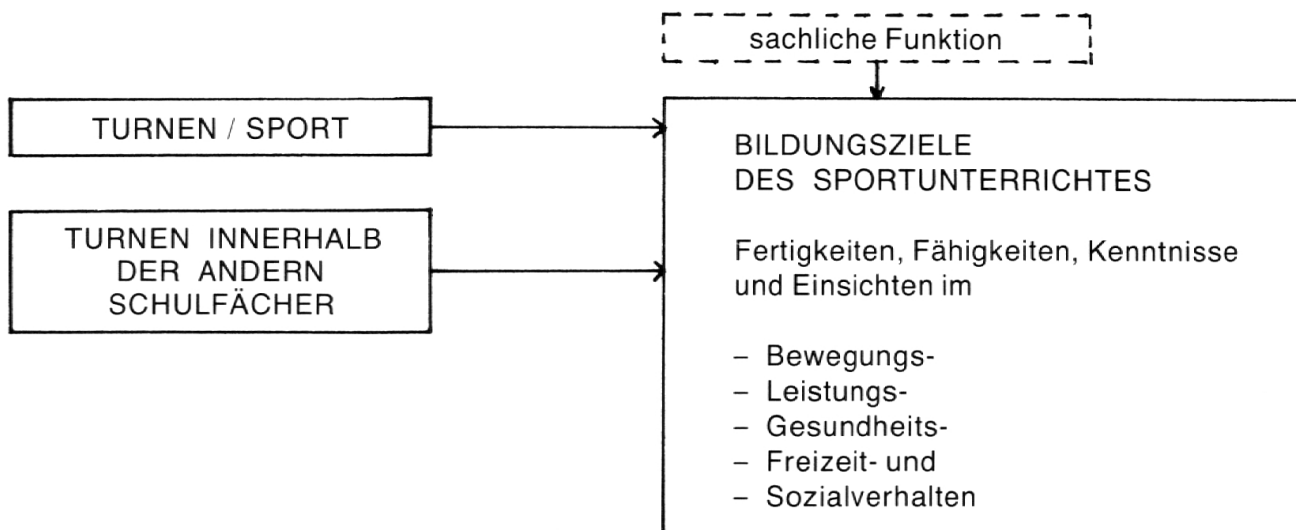 sachliche Funktion
TURNEN / SPORT
TURNEN INNERHALB
DER ANDERN
SCHULFÄCHER
BILDUNGSZIELE
DES SPORTUNTERRICHTES
Fertigkeiten, Fähigkeiten, Kenntnisse
und Einsichten im
– Bewegungs-
– Leistungs-
– Gesundheits-
– Freizeit- und
– Sozialverhalten